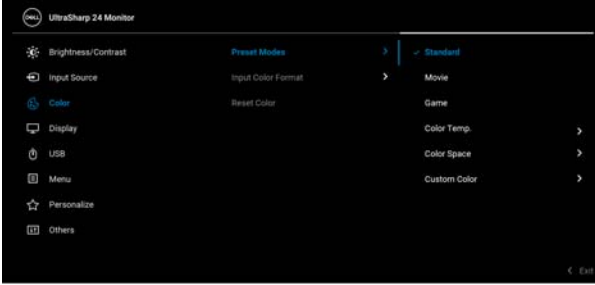 DELL UltraSharp 24 Monitor
Brightness/Contrast
Input Source
Color
Display
USB
Menu
Personalize
Others
Preset Modes
Input Color Format
Reset Color
Standard
Movie
Game
Color Temp.
Color Space
Custom Color
Exit